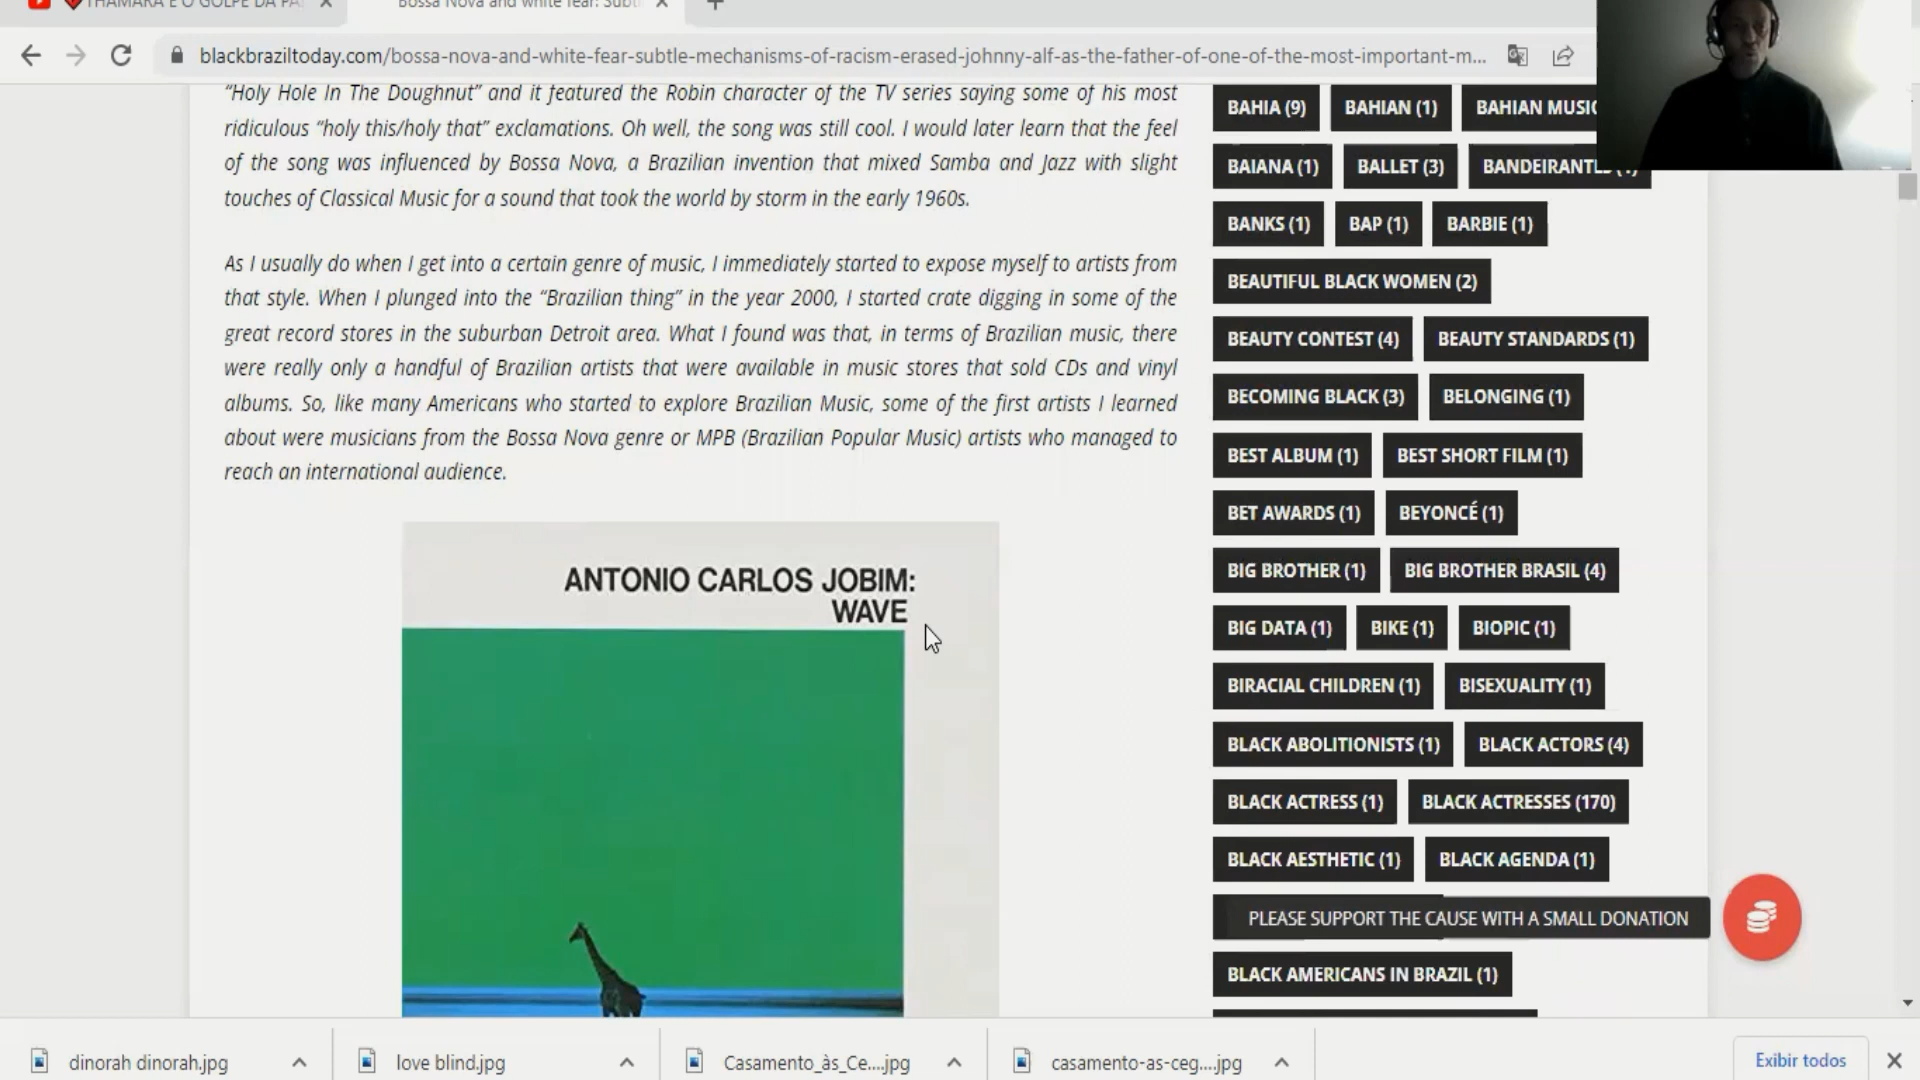 THAMARA E O GOLPE DA PA
Bossa Nova and white fear: Subt
blackbraziltoday.com/bossa-nova-and-white-fear-subtle-mechanisms-of-racism-erased-johnny-alf-as-the-father-of-one-of-the-most-important-m...
“Holy Hole In The Doughnut” and it featured the Robin character of the TV series saying some of his most
ridiculous “holy this/holy that” exclamations. Oh well, the song was still cool. I would later learn that the feel
of the song was influenced by Bossa Nova, a Brazilian invention that mixed Samba and Jazz with slight
touches of Classical Music for a sound that took the world by storm in the early 1960s.
As I usually do when I get into a certain genre of music, I immediately started to expose myself to artists from
that style. When I plunged into the “Brazilian thing” in the year 2000, I started crate digging in some of the
great record stores in the suburban Detroit area. What I found was that, in terms of Brazilian music, there
were really only a handful of Brazilian artists that were available in music stores that sold CDs and vinyl
albums. So, like many Americans who started to explore Brazilian Music, some of the first artists I learned
about were musicians from the Bossa Nova genre or MPB (Brazilian Popular Music) artists who managed to
reach an international audience.
ANTONIO CARLOS JOBIM:
WAVE
BAHIA (9) BAHIAN (1) BAHIAN MUSIC
BAIANA (1) BALLET (3)
BANKS (1) BAP (1) BARBIE (1)
BEAUTIFUL BLACK WOMEN (2)
BEAUTY CONTEST (4) BEAUTY STANDARDS (1)
BECOMING BLACK (3) BELONGING (1)
BEST ALBUM (1) BEST SHORT FILM (1)
BET AWARDS (1) BEYONCÉ (1)
BIG BROTHER (1) BIG BROTHER BRASIL (4)
BIG DATA (1) BIKE (1) BIOPIC (1)
BIRACIAL CHILDREN (1) BISEXUALITY (1)
BLACK ABOLITIONISTS (1) BLACK ACTORS (4)
BLACK ACTRESS (1) BLACK ACTRESSES (170)
BLACK AESTHETIC (1) BLACK AGENDA (1)
PLEASE SUPPORT THE CAUSE WITH A SMALL DONATION
BLACK AMERICANS IN BRAZIL (1)
dinorah dinorah.jpg love blind.jpg Casamento_às_Ce....jpg casamento-as-ceg....jpg Exibir todos